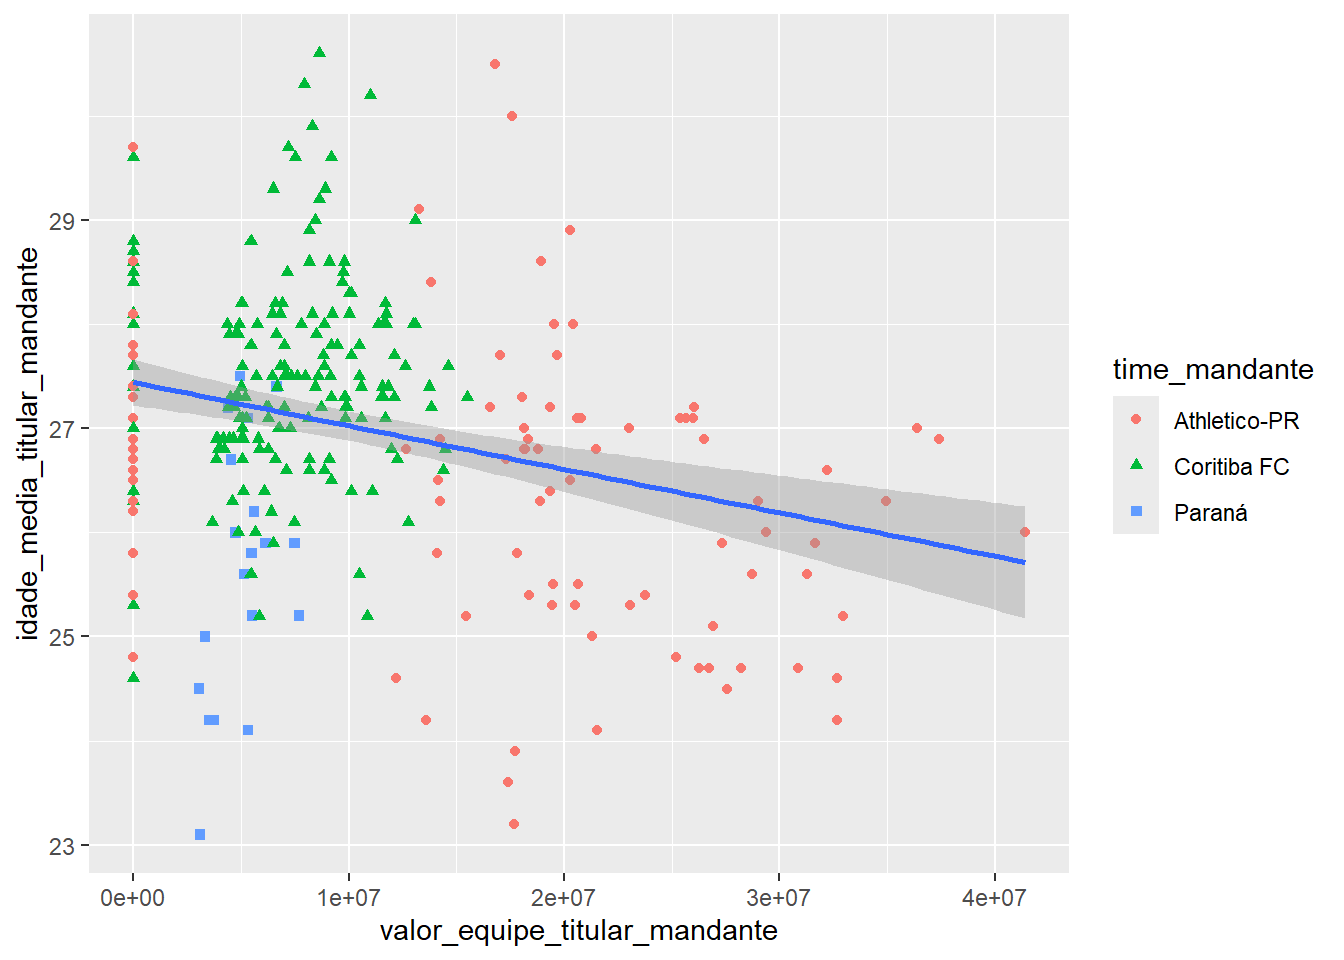 29
27
25
23
idade_media_titular_mandante
0e+00 1e+07 2e+07 3e+07 4e+07
valor_equipe_titular_mandante
time_mandante
Athletico-PR
Coritiba FC
Paraná